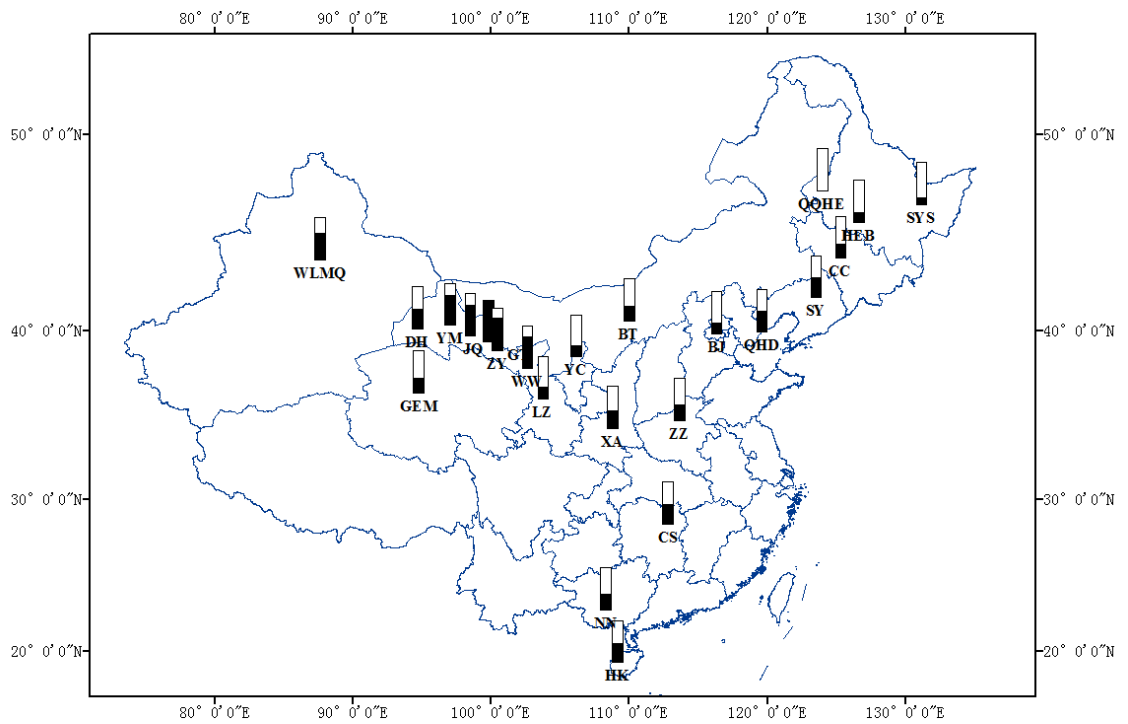 80° 0'0"E 90° 0'0"E 100° 0'0"E 110° 0'0"E 120° 0'0"E 130° 0'0"E
50° 0'0"N 50° 0'0"N
QQHE
SYS
HEB
WLMQ
CC
SY
40° 0'0"N 40° 0'0"N
DH
YM
JQ
ZY
G
WW
YC
BT
BJ
QHD
GEM
LZ
XA
ZZ
30° 0'0"N 30° 0'0"N
CS
NN
20° 0'0"N 20° 0'0"N
HK
80° 0'0"E 90° 0'0"E 100° 0'0"E 110° 0'0"E 120° 0'0"E 130° 0'0"E